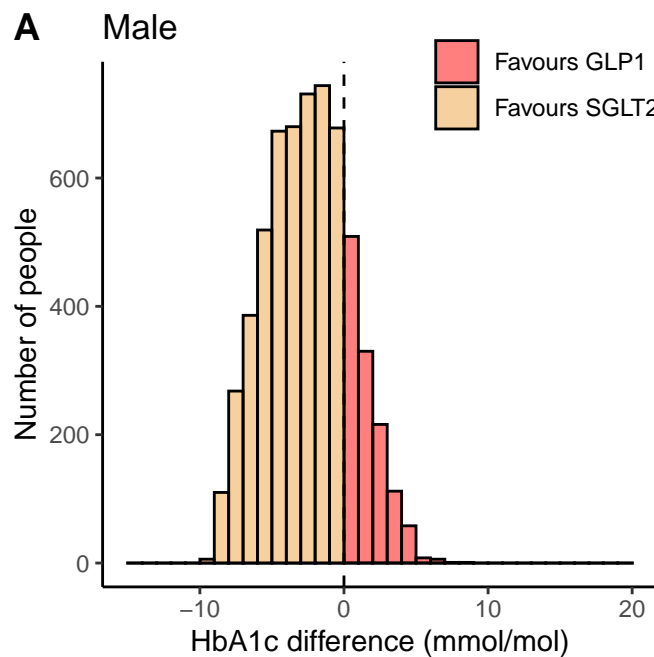 A Male
Favours GLP1
Favours SGLT2
Number of people
600
400
200
0
−10 0 10 20
HbA1c difference (mmol/mol)